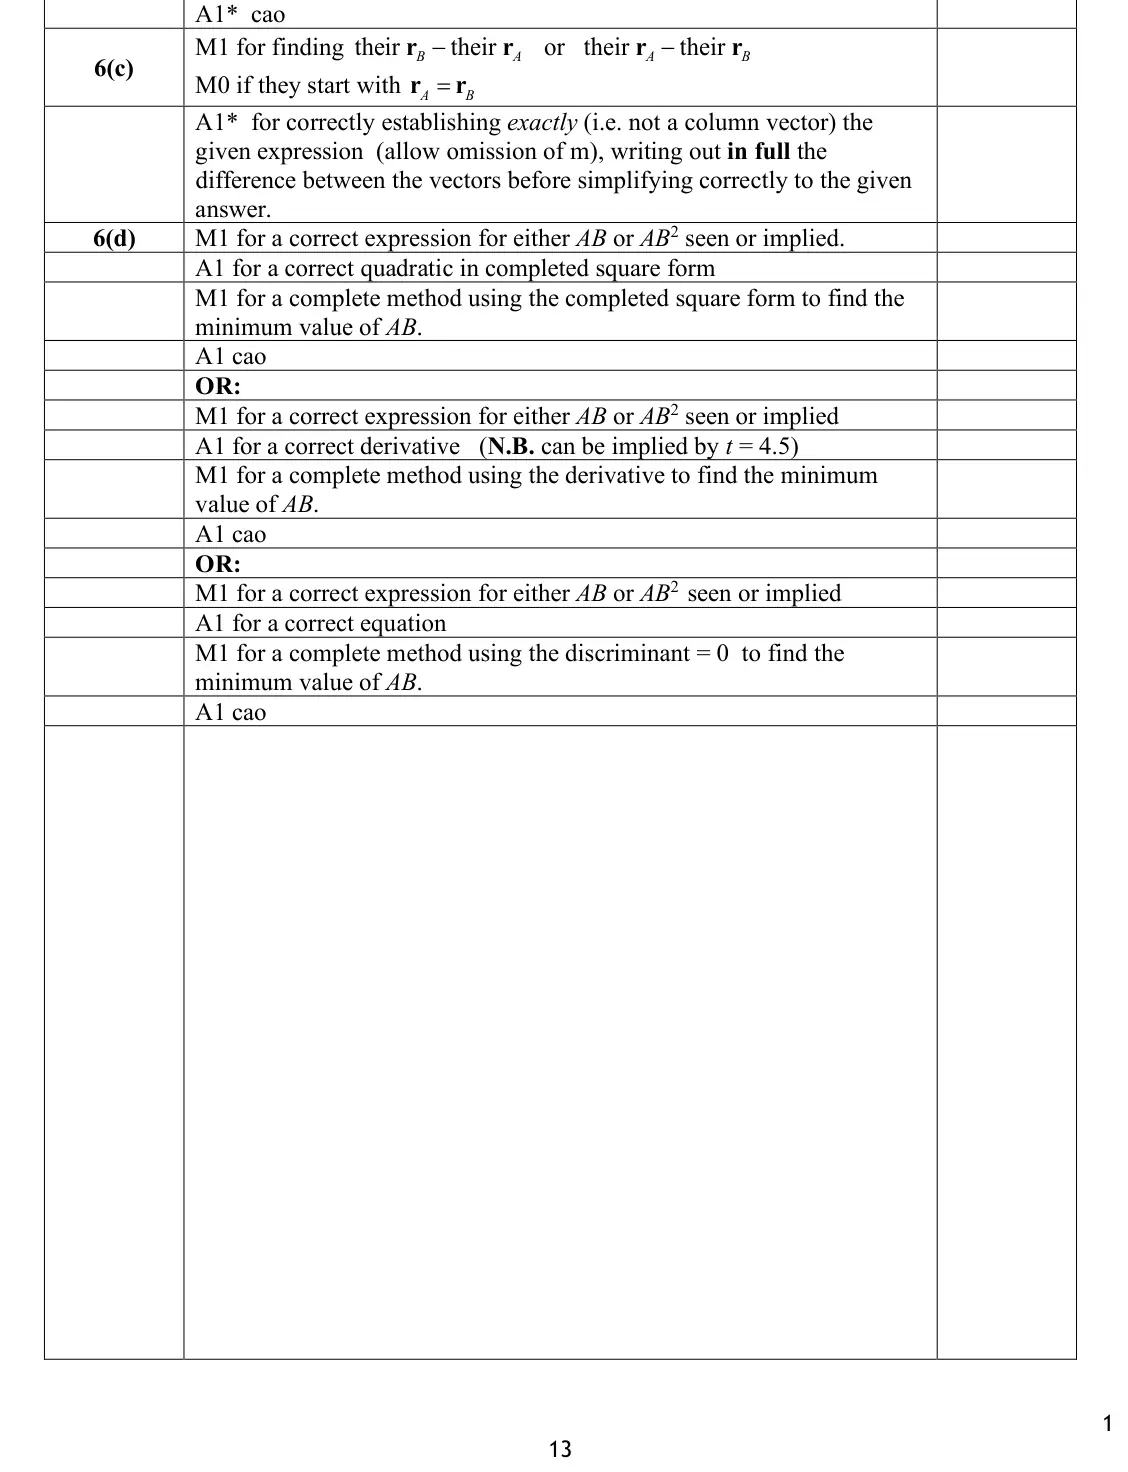 A1* cao
6(c)
M1 for finding their r_B – their r_A or their r_A – their r_B
M0 if they start with r_A = r_B
A1* for correctly establishing exactly (i.e. not a column vector) the
given expression (allow omission of m), writing out in full the
difference between the vectors before simplifying correctly to the given
answer.
6(d) M1 for a correct expression for either AB or AB² seen or implied.
A1 for a correct quadratic in completed square form
M1 for a complete method using the completed square form to find the
minimum value of AB.
A1 cao
OR:
M1 for a correct expression for either AB or AB² seen or implied
A1 for a correct derivative (N.B. can be implied by t = 4.5)
M1 for a complete method using the derivative to find the minimum
value of AB.
A1 cao
OR:
M1 for a correct expression for either AB or AB² seen or implied
A1 for a correct equation
M1 for a complete method using the discriminant = 0 to find the
minimum value of AB.
A1 cao
1
13